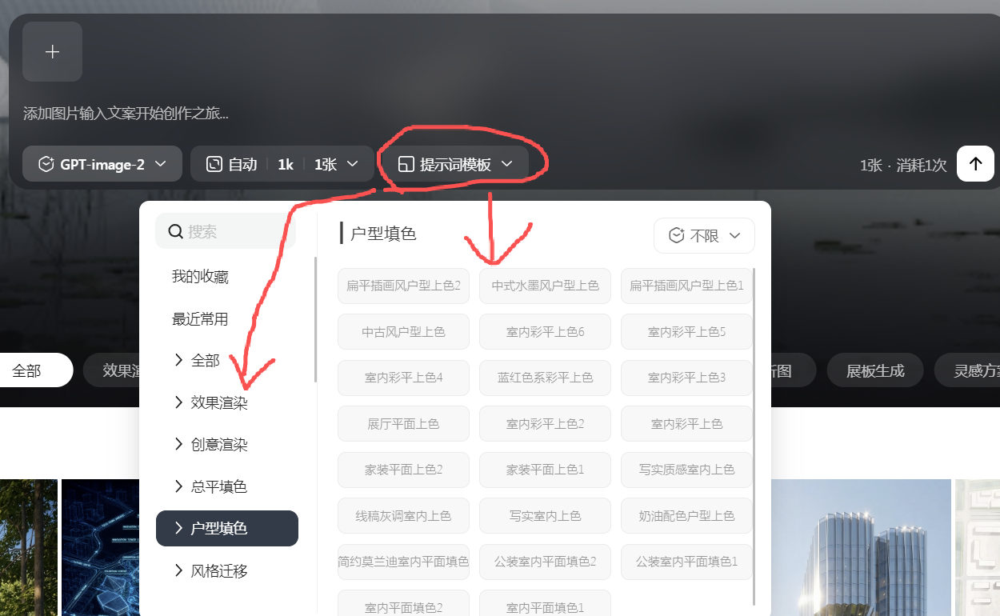 添加图片输入文案开始创作之旅...
GPT-image-2
自动 1k 1张
提示词模板
1张 · 消耗1次
搜索
户型填色
不限
我的收藏
最近常用
全部
效果渲染
创意渲染
总平填色
户型填色
风格迁移
扁平插画风户型上色2 中式水墨风户型上色 扁平插画风户型上色1
中古风户型上色 室内彩平上色6 室内彩平上色5
室内彩平上色4 蓝红色系彩平上色 室内彩平上色3
展厅平面上色 室内彩平上色2 室内彩平上色
家装平面上色2 家装平面上色1 写实质感室内上色
线稿灰调室内上色 写实室内上色 奶油配色户型上色
简约莫兰迪室内平面填色 公装室内平面填色2 公装室内平面填色1
室内平面填色2 室内平面填色1
全部
效果
图
展板生成
灵感方